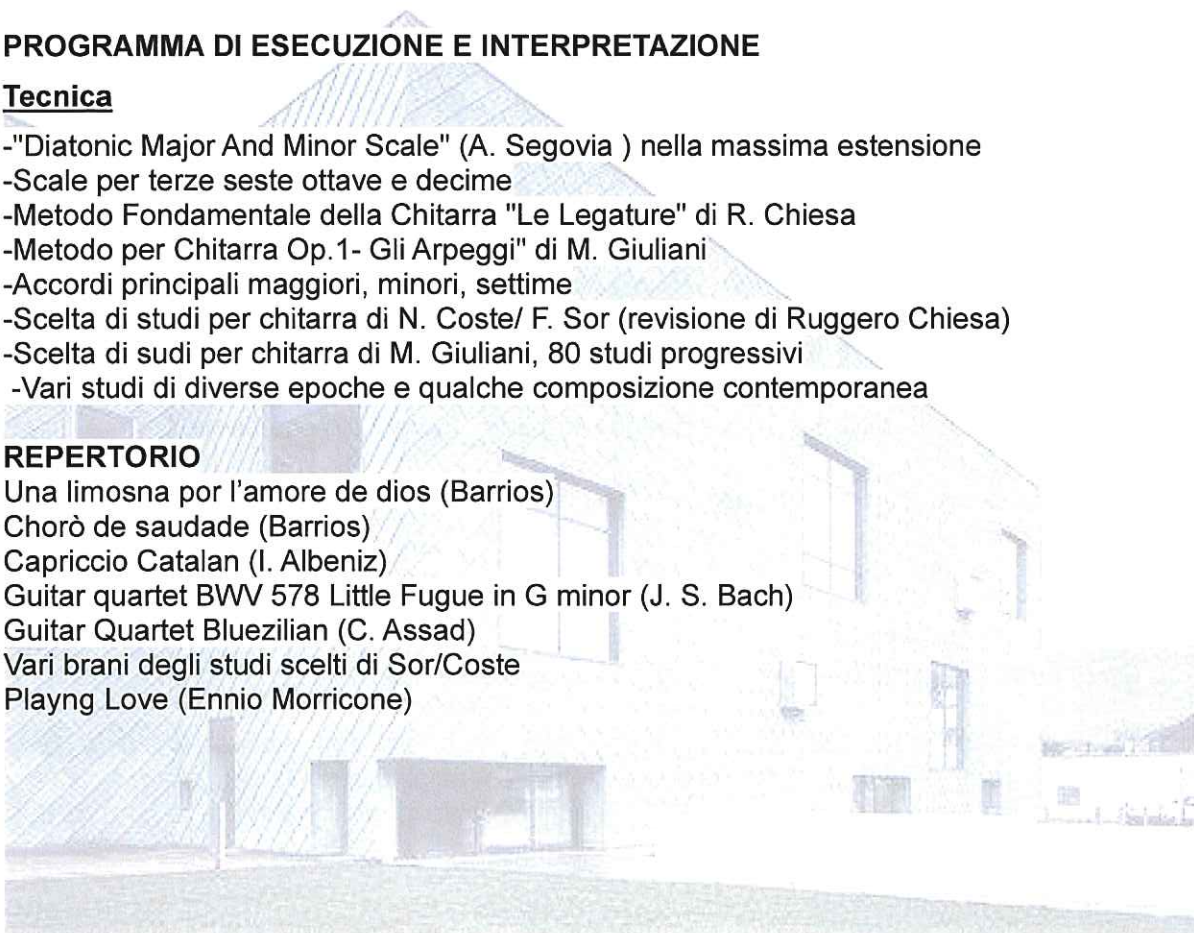 PROGRAMMA DI ESECUZIONE E INTERPRETAZIONE
Tecnica
-"Diatonic Major And Minor Scale" (A. Segovia ) nella massima estensione
-Scale per terze seste ottave e decime
-Metodo Fondamentale della Chitarra "Le Legature" di R. Chiesa
-Metodo per Chitarra Op.1- Gli Arpeggi" di M. Giuliani
-Accordi principali maggiori, minori, settime
-Scelta di studi per chitarra di N. Coste/ F. Sor (revisione di Ruggero Chiesa)
-Scelta di sudi per chitarra di M. Giuliani, 80 studi progressivi
-Vari studi di diverse epoche e qualche composizione contemporanea
REPERTORIO
Una limosna por l'amore de dios (Barrios)
Chorò de saudade (Barrios)
Capriccio Catalan (I. Albeniz)
Guitar quartet BWV 578 Little Fugue in G minor (J. S. Bach)
Guitar Quartet Bluezilian (C. Assad)
Vari brani degli studi scelti di Sor/Coste
Playng Love (Ennio Morricone)